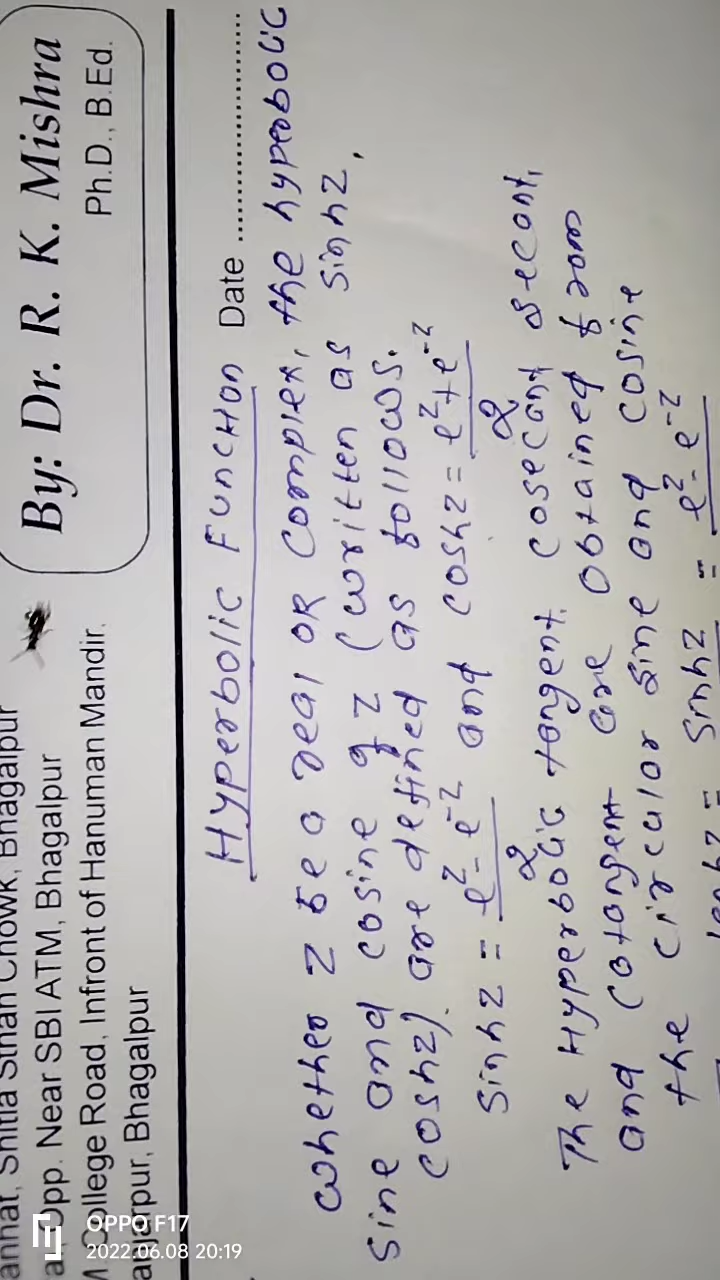 By: Dr. R. K. Mishra
Ph.D., B.Ed.
Shitla Sthan Chowk, Bhagalpur
Opp. Near SBI ATM, Bhagalpur
College Road, Infront of Hanuman Mandir,
Bhagalpur
Hyperbolic Function Date ....................
Whether z be a real OR Complex, the hyperbolic
Sine and cosine of z (written as sinhz,
coshz). are defined as follows.
Sinhz = e^z - e^-z / 2 and coshz = e^z + e^-z / 2
The Hyperbolic tangent. cosecant secant,
and cotangent are obtained from
the circular sine and cosine
= sinhz = e^z - e^-z
OPPO F17
2022.06.08 20:19